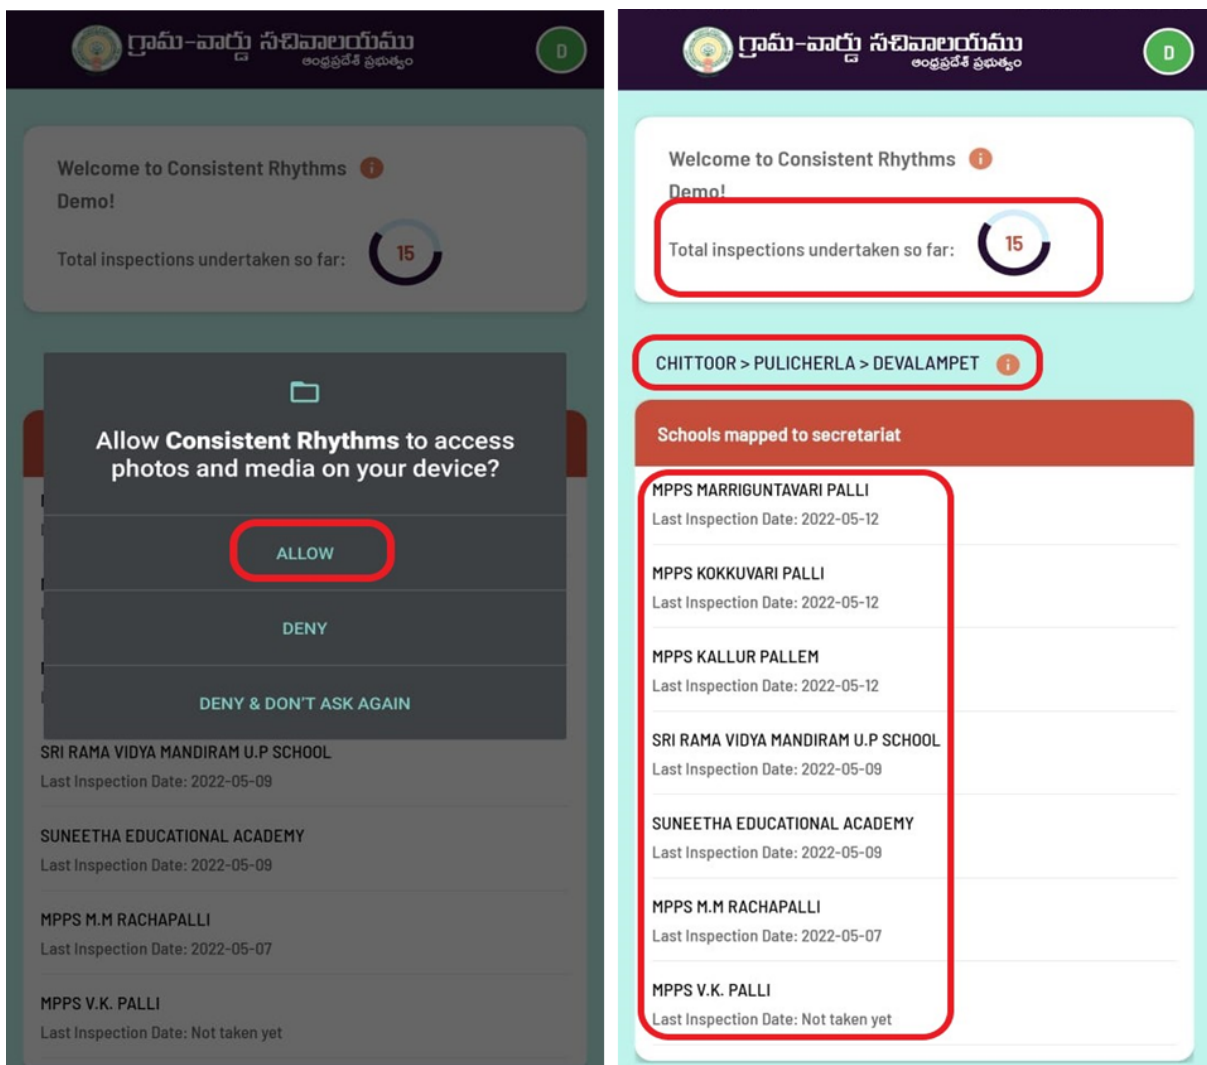 గ్రామ-వార్డు సచివాలయము
ఆంధ్రప్రదేశ్ ప్రభుత్వం
D
Welcome to Consistent Rhythms
Demo!
Total inspections undertaken so far:
15
Allow Consistent Rhythms to access
photos and media on your device?
ALLOW
DENY
DENY & DON'T ASK AGAIN
SRI RAMA VIDYA MANDIRAM U.P SCHOOL
Last Inspection Date: 2022-05-09
SUNEETHA EDUCATIONAL ACADEMY
Last Inspection Date: 2022-05-09
MPPS M.M RACHAPALLI
Last Inspection Date: 2022-05-07
MPPS V.K. PALLI
Last Inspection Date: Not taken yet
గ్రామ-వార్డు సచివాలయము
ఆంధ్రప్రదేశ్ ప్రభుత్వం
D
Welcome to Consistent Rhythms
Demo!
Total inspections undertaken so far:
15
CHITTOOR > PULICHERLA > DEVALAMPET
Schools mapped to secretariat
MPPS MARRIGUNTAVARI PALLI
Last Inspection Date: 2022-05-12
MPPS KOKKUVARI PALLI
Last Inspection Date: 2022-05-12
MPPS KALLUR PALLEM
Last Inspection Date: 2022-05-12
SRI RAMA VIDYA MANDIRAM U.P SCHOOL
Last Inspection Date: 2022-05-09
SUNEETHA EDUCATIONAL ACADEMY
Last Inspection Date: 2022-05-09
MPPS M.M RACHAPALLI
Last Inspection Date: 2022-05-07
MPPS V.K. PALLI
Last Inspection Date: Not taken yet